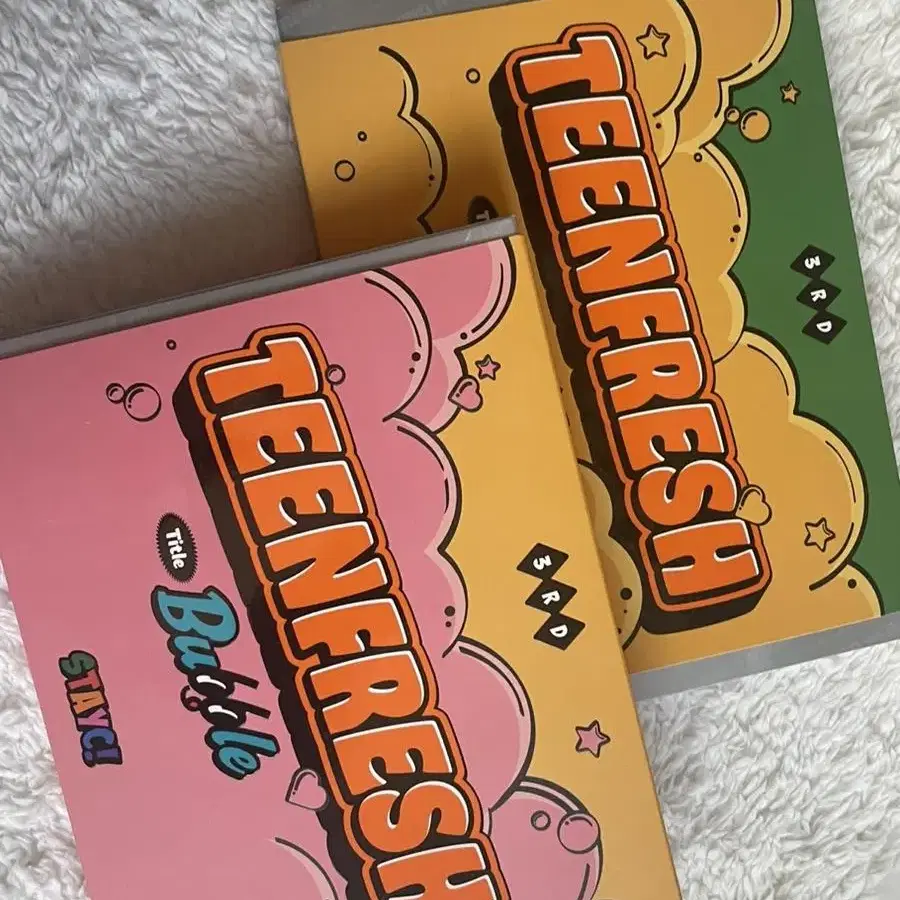 TEENFRESH
3RD
TEENFRESH
3RD
Title
Bubble
STAYC!